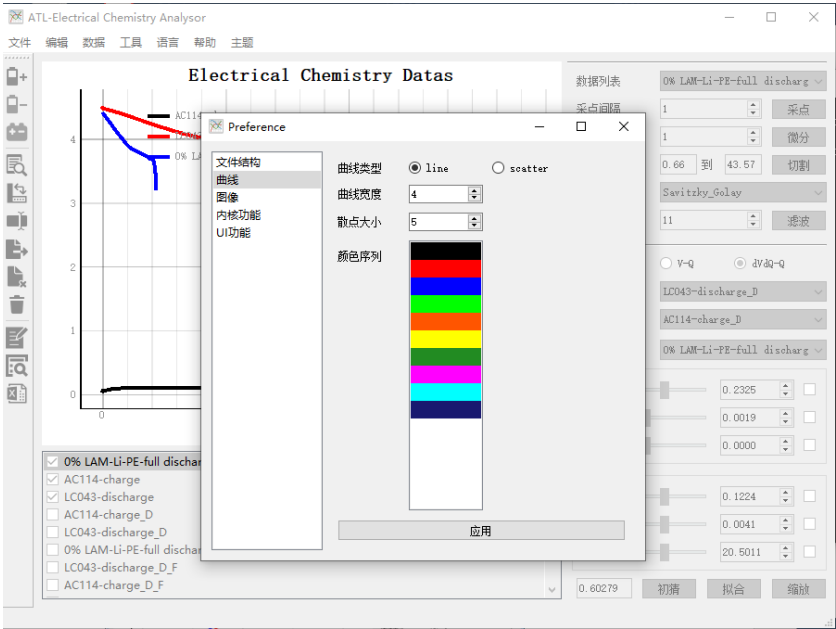 ATL-Electrical Chemistry Analysor
文件 编辑 数据 工具 语言 帮助 主题
Electrical Chemistry Datas
AC114
4
3
2
1
0
0
0% LA
Preference
文件结构
曲线
图像
内核功能
UI功能
曲线类型 line scatter
曲线宽度 4
散点大小 5
颜色序列
应用
数据列表 0% LAM-Li-PE-full discharg
采点间隔 1 采点
1 微分
0.66 到 43.57 切割
Savitzky_Golay
11 滤波
V-Q dVdQ-Q
LC043-discharge_D
AC114-charge_D
0% LAM-Li-PE-full discharg
0.2325
0.0019
0.0000
0.1224
0.0041
20.5011
0.60279 初猜 拟合 缩放
0% LAM-Li-PE-full dischar
AC114-charge
LC043-discharge
AC114-charge_D
LC043-discharge_D
0% LAM-Li-PE-full dischar
LC043-discharge_D_F
AC114-charge_D_F